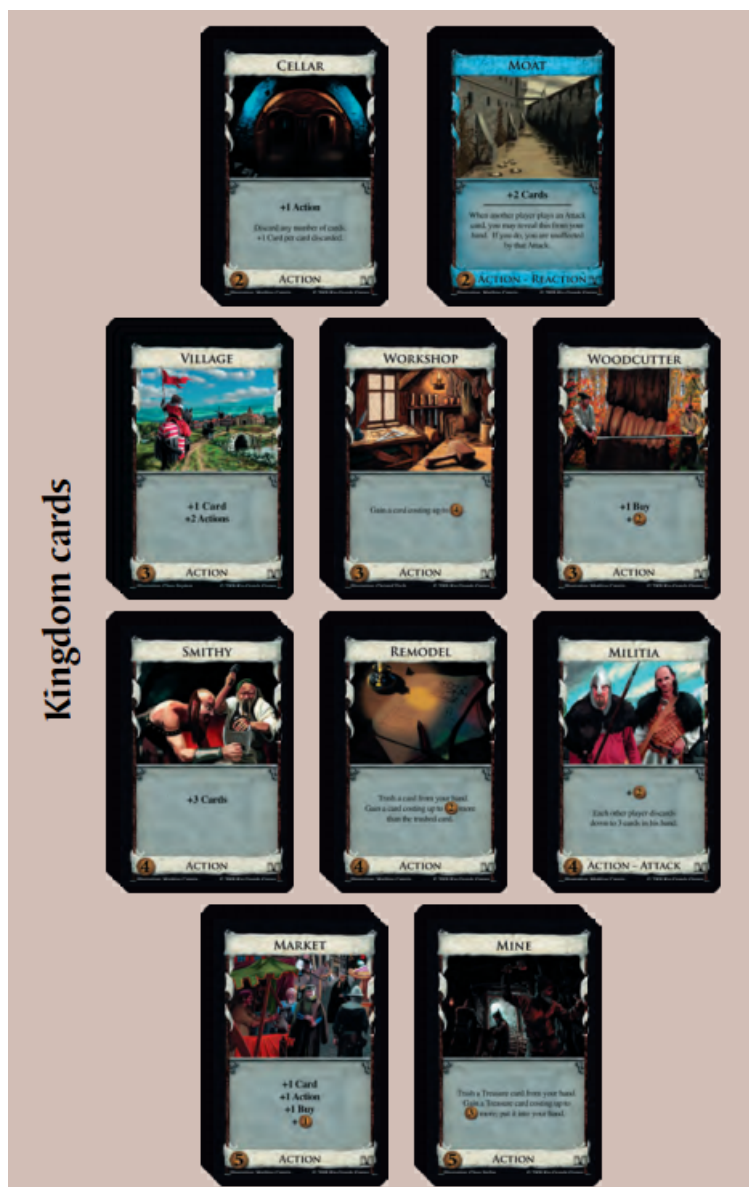 Kingdom cards
CELLAR
+1 Action
Discard any number of cards.
+1 Card per card discarded.
2 ACTION
MOAT
+2 Cards
When another player plays an Attack
card, you may reveal this from your
hand. If you do, you are unaffected
by that Attack.
2 ACTION - REACTION
VILLAGE
+1 Card
+2 Actions
3 ACTION
WORKSHOP
Gain a card costing up to 4.
3 ACTION
WOODCUTTER
+1 Buy
+2
3 ACTION
SMITHY
+3 Cards
4 ACTION
REMODEL
Trash a card from your hand.
Gain a card costing up to 2 more
than the trashed card.
4 ACTION
MILITIA
+2
Each other player discards
down to 3 cards in his hand.
4 ACTION – ATTACK
MARKET
+1 Card
+1 Action
+1 Buy
+1
5 ACTION
MINE
Trash a Treasure card from your hand.
Gain a Treasure card costing up to
3 more; put it into your hand.
5 ACTION